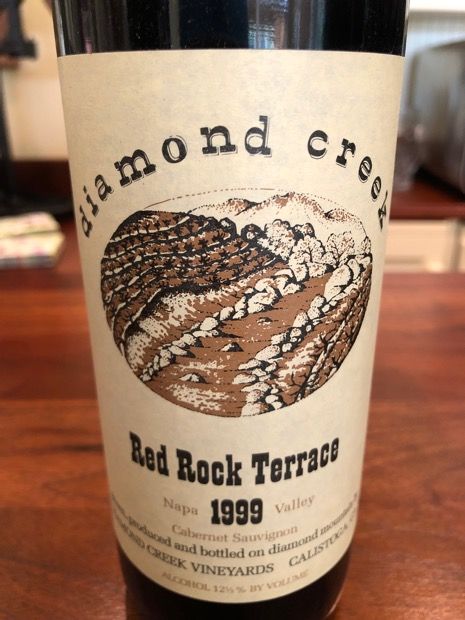 diamond creek
Red Rock Terrace
Napa 1999 Valley
Cabernet Sauvignon
produced and bottled on diamond mountain
DIAMOND CREEK VINEYARDS CALISTOGA,
ALCOHOL 12½% BY VOLUME